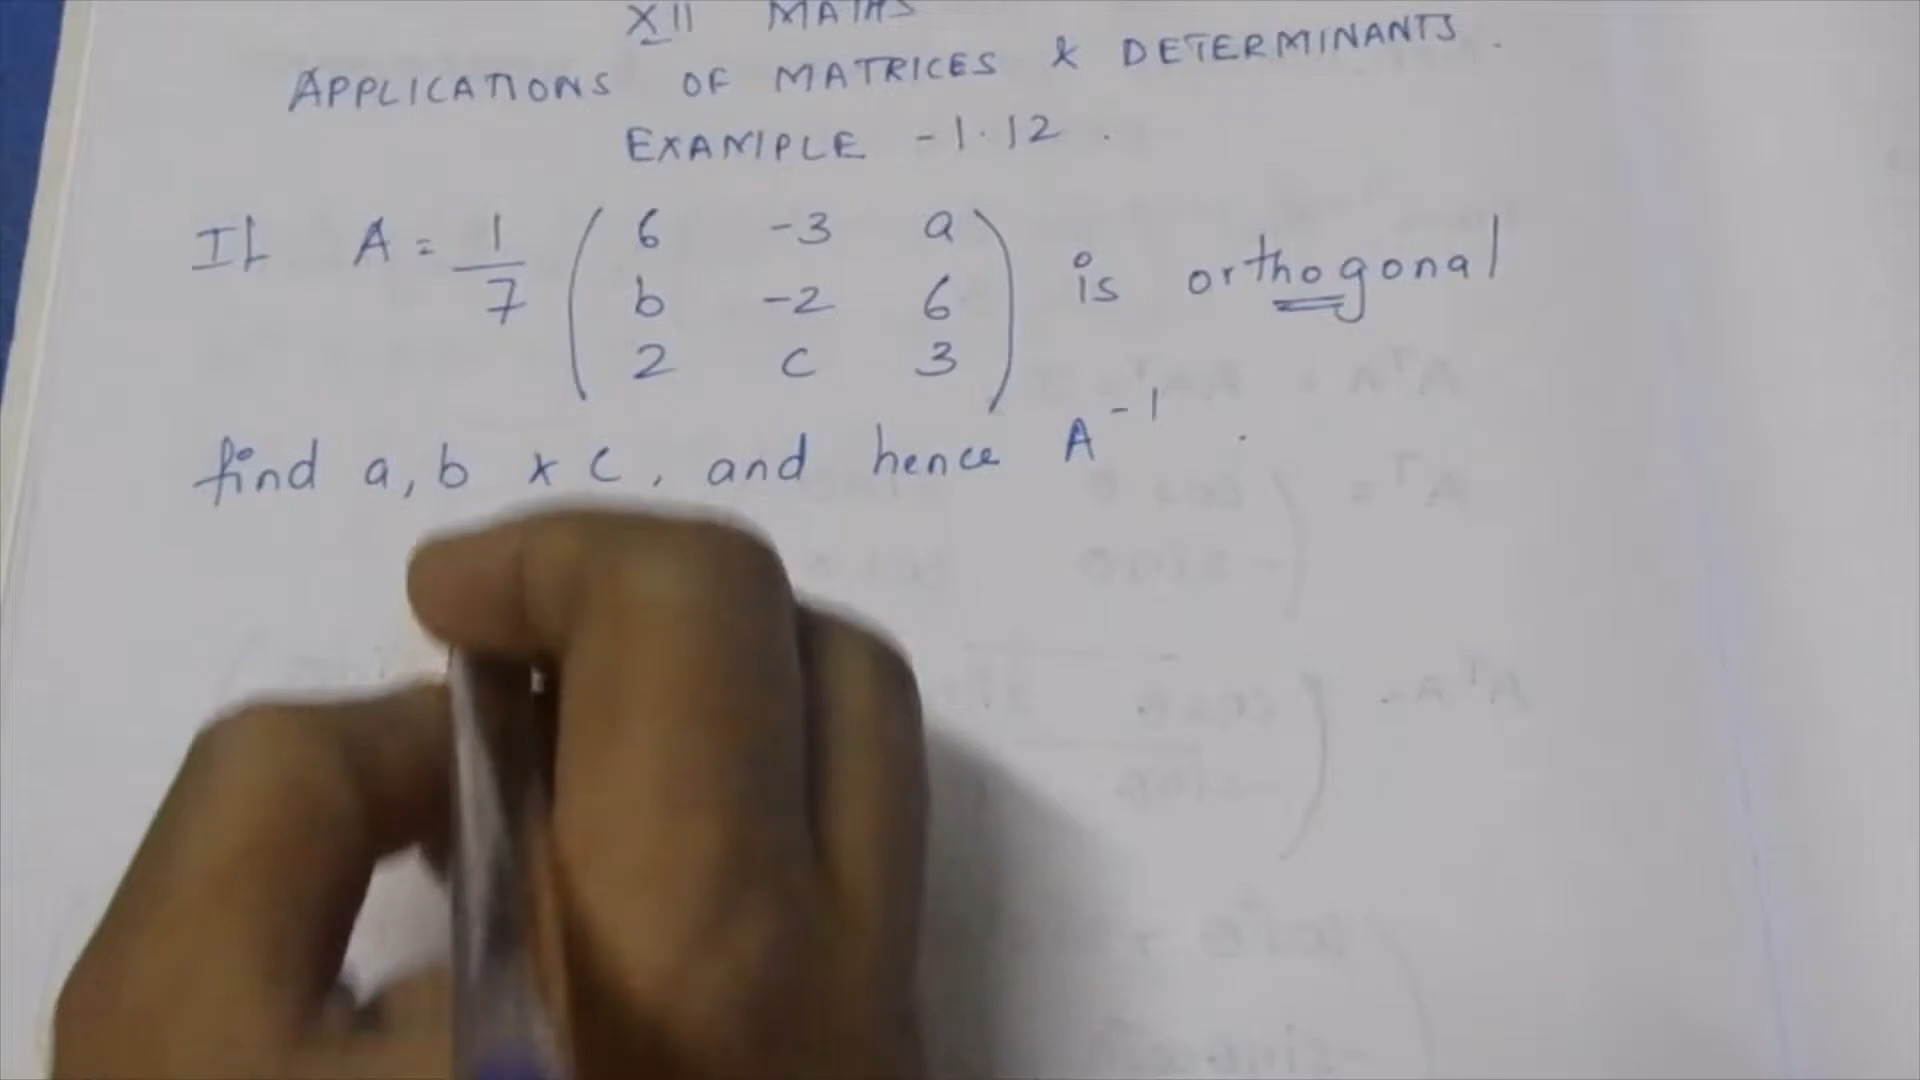 XII MATHS
APPLICATIONS OF MATRICES & DETERMINANTS.
EXAMPLE - 1.12.
If A = 1/7 ( 6 -3 a
b -2 6
2 c 3 ) is orthogonal
find a, b & c, and hence A⁻¹.